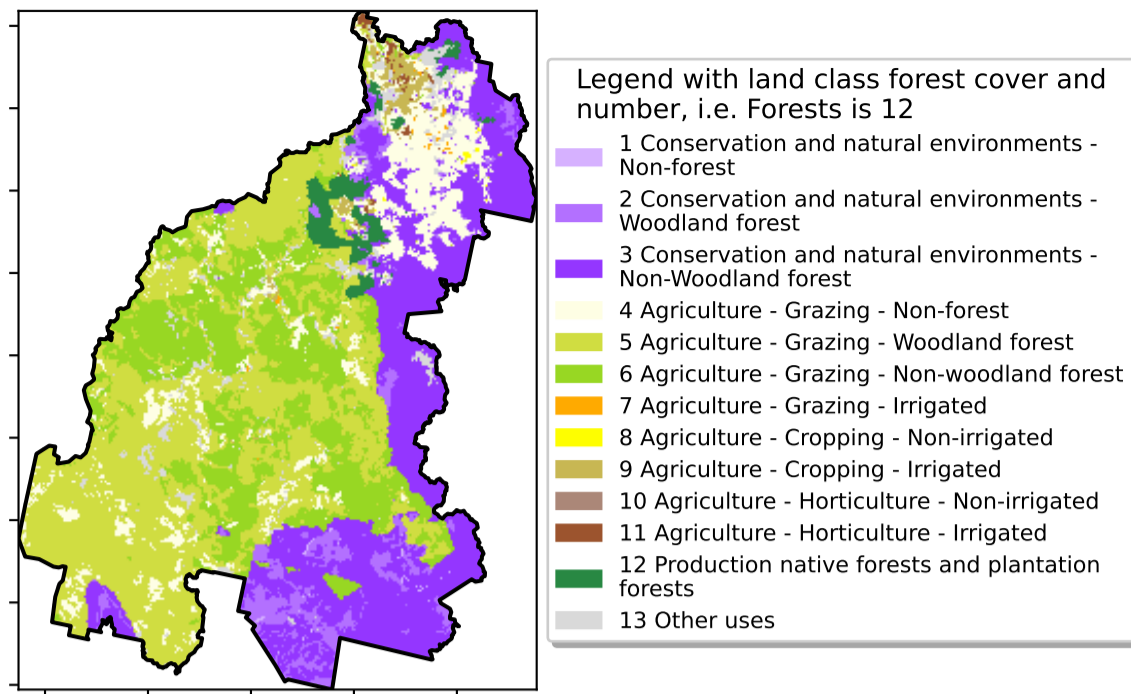 Legend with land class forest cover and
number, i.e. Forests is 12
1 Conservation and natural environments -
Non-forest
2 Conservation and natural environments -
Woodland forest
3 Conservation and natural environments -
Non-Woodland forest
4 Agriculture - Grazing - Non-forest
5 Agriculture - Grazing - Woodland forest
6 Agriculture - Grazing - Non-woodland forest
7 Agriculture - Grazing - Irrigated
8 Agriculture - Cropping - Non-irrigated
9 Agriculture - Cropping - Irrigated
10 Agriculture - Horticulture - Non-irrigated
11 Agriculture - Horticulture - Irrigated
12 Production native forests and plantation
forests
13 Other uses